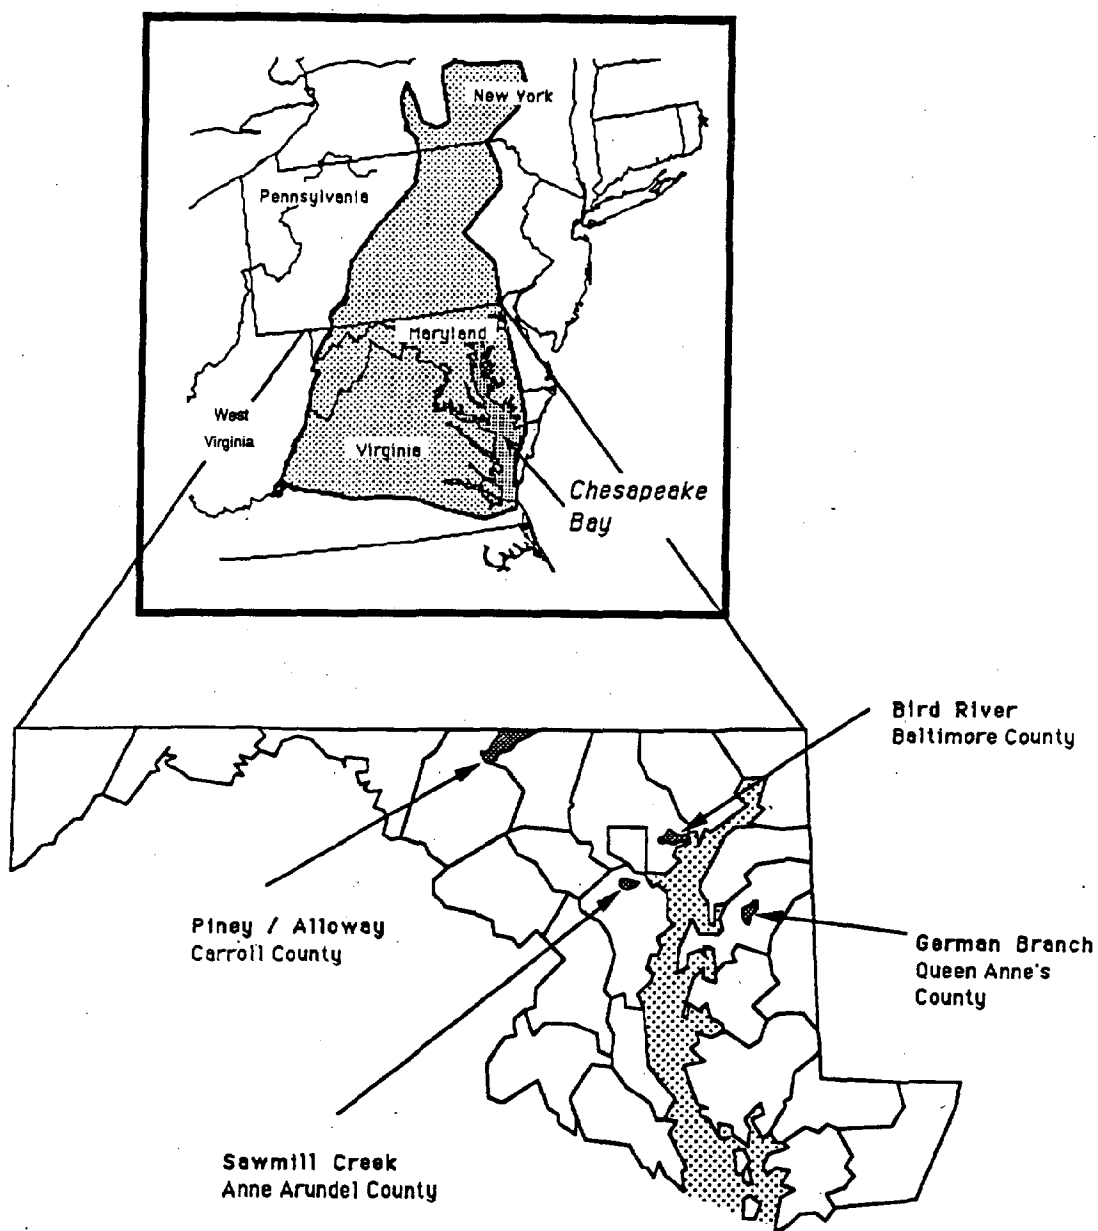 New York
Pennsylvania
Maryland
West
Virginia
Virginia
Chesapeake
Bay
Bird River
Baltimore County
Piney / Alloway
Carroll County
German Branch
Queen Anne's
County
Sawmill Creek
Anne Arundel County